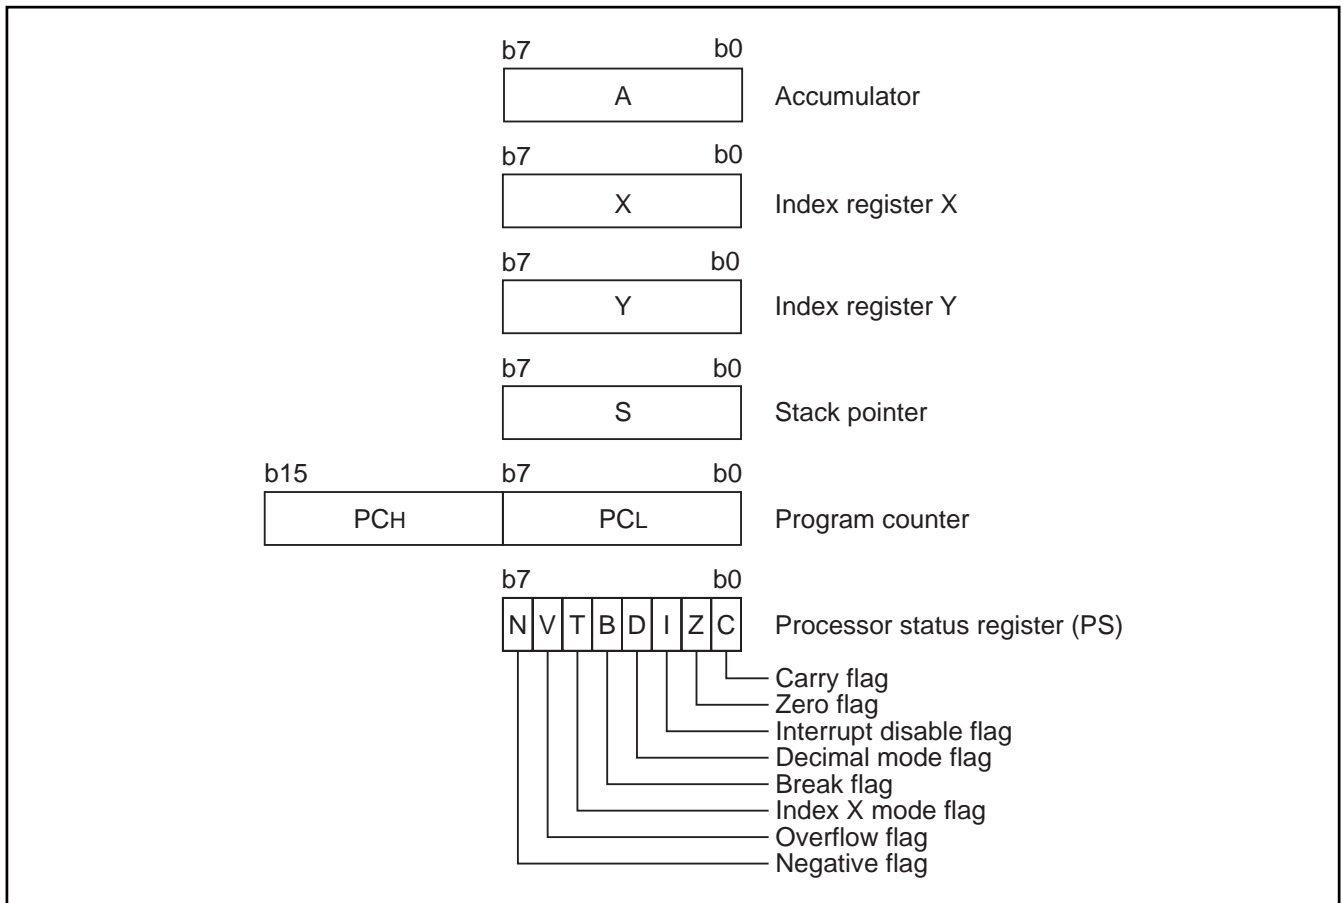 b7 b0
A Accumulator
b7 b0
X Index register X
b7 b0
Y Index register Y
b7 b0
S Stack pointer
b15 b7 b0
PCH PCL Program counter
b7 b0
N V T B D I Z C Processor status register (PS)
Carry flag
Zero flag
Interrupt disable flag
Decimal mode flag
Break flag
Index X mode flag
Overflow flag
Negative flag